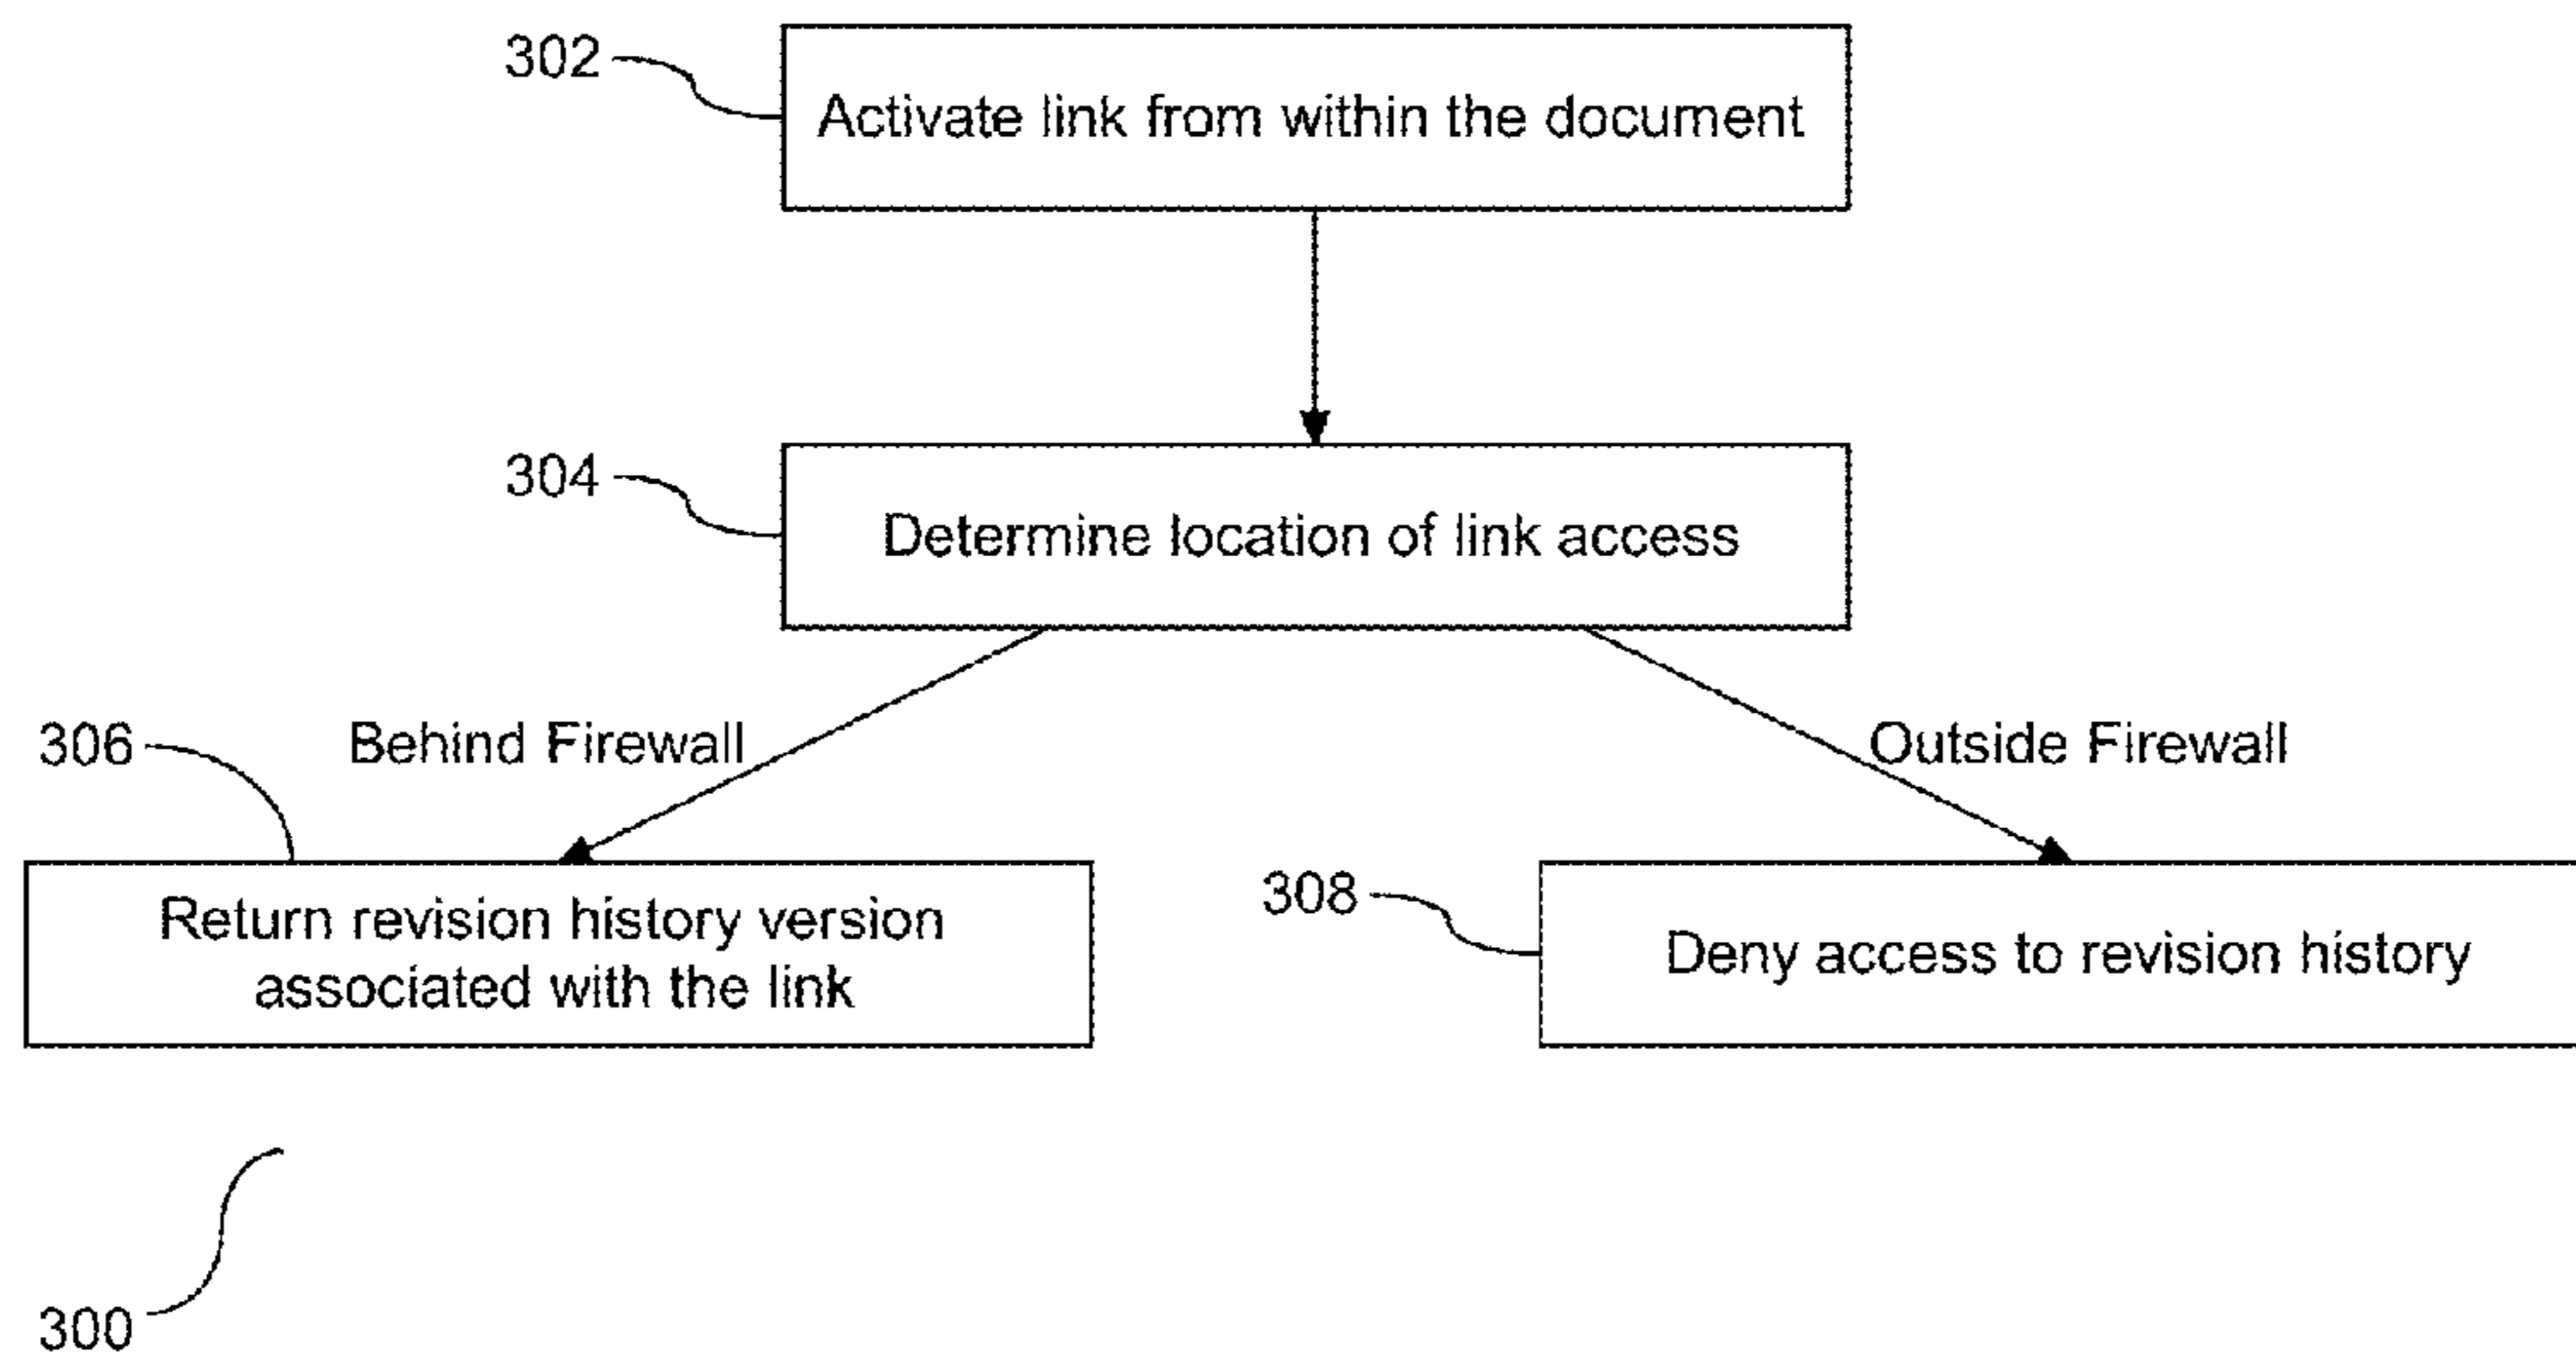 302
Activate link from within the document
304
Determine location of link access
306
Behind Firewall
Outside Firewall
Return revision history version
associated with the link
308
Deny access to revision history
300